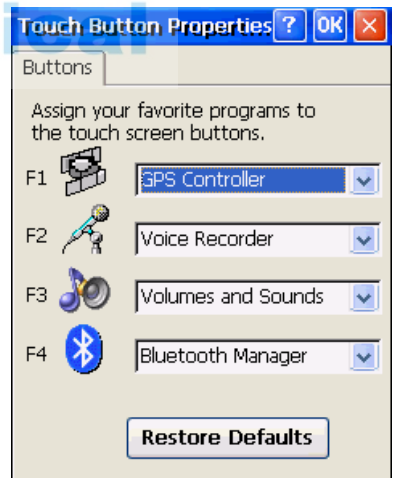 Touch Button Properties ? OK
Buttons
Assign your favorite programs to
the touch screen buttons.
F1 GPS Controller
F2 Voice Recorder
F3 Volumes and Sounds
F4 Bluetooth Manager
Restore Defaults